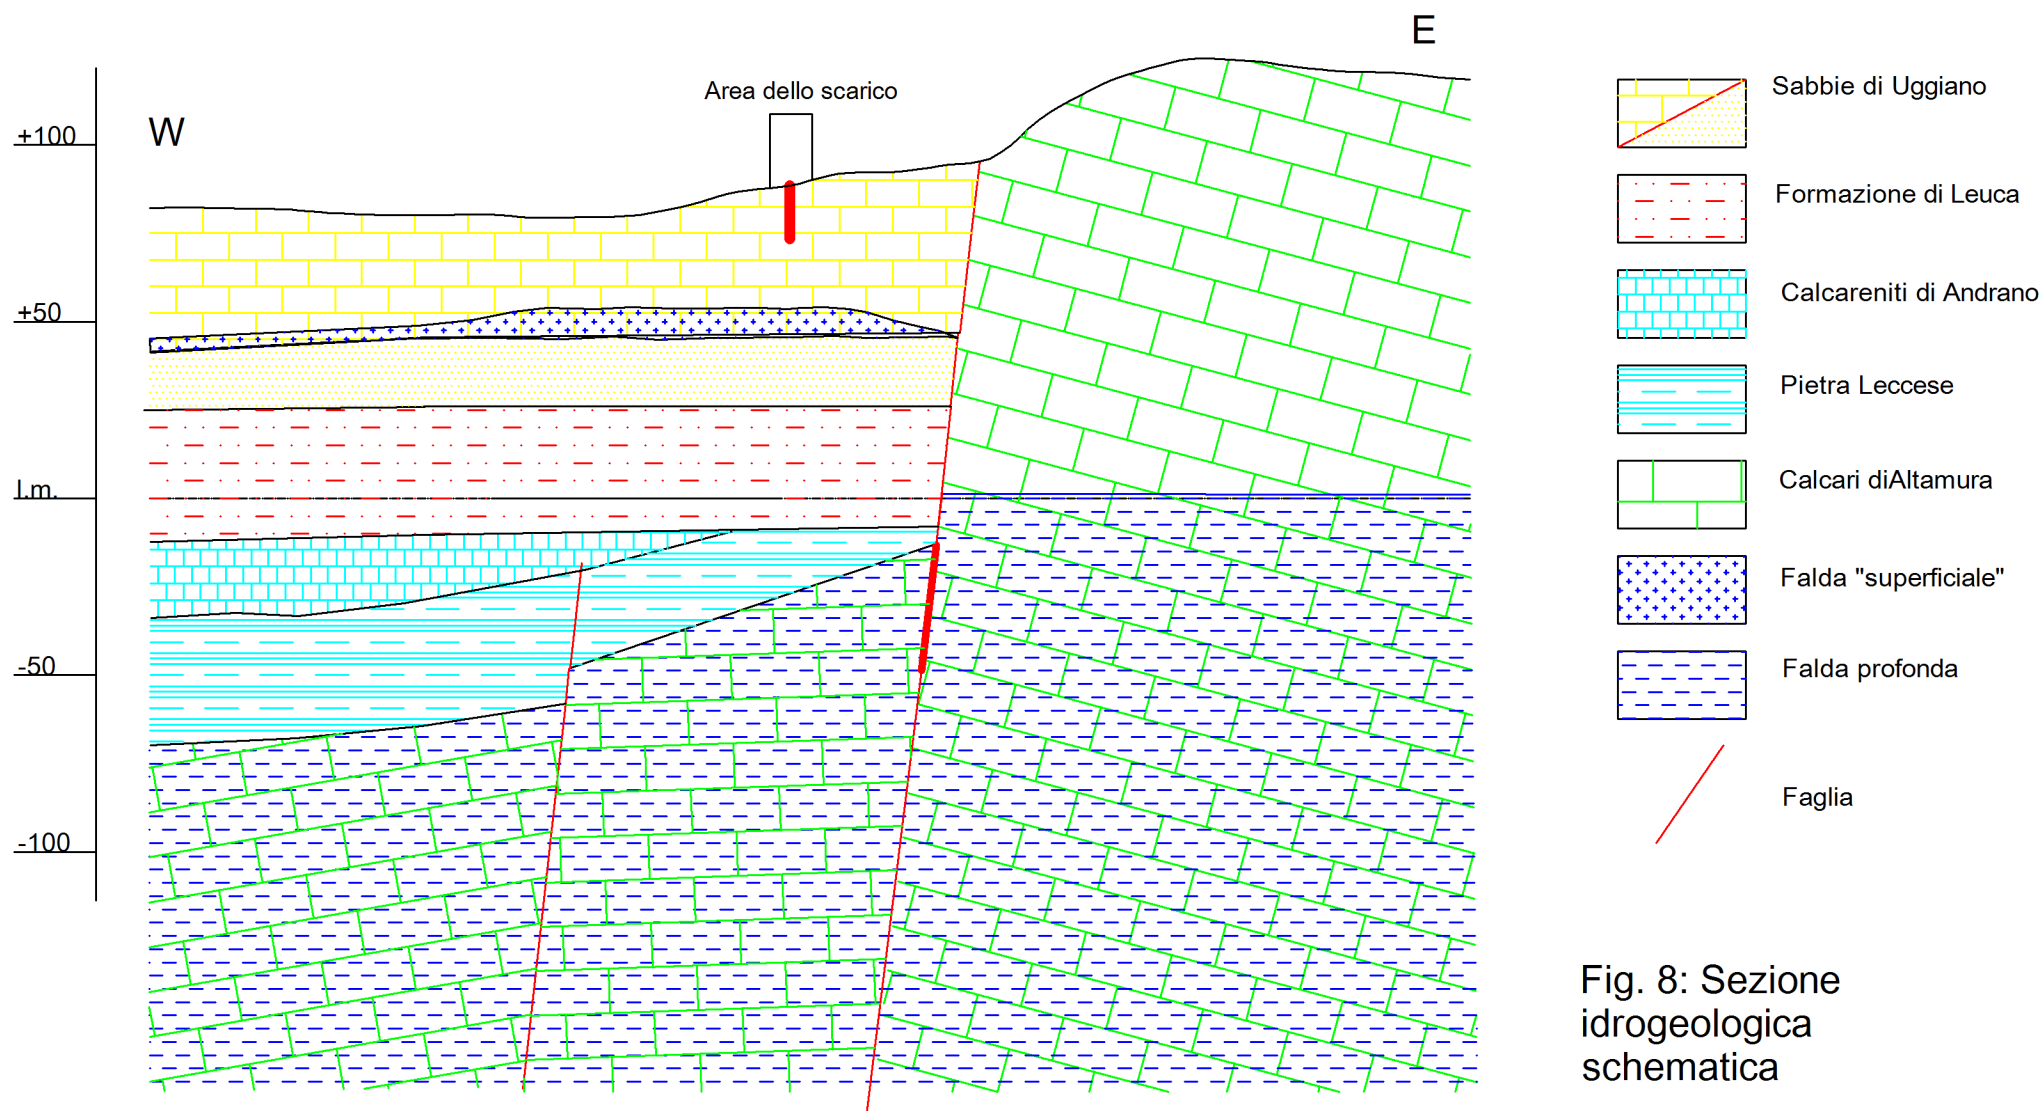 E
Area dello scarico
W
+100
+50
l.m.
-50
-100
Sabbie di Uggiano
Formazione di Leuca
Calcareniti di Andrano
Pietra Leccese
Calcari diAltamura
Falda "superficiale"
Falda profonda
Faglia
Fig. 8: Sezione
idrogeologica
schematica